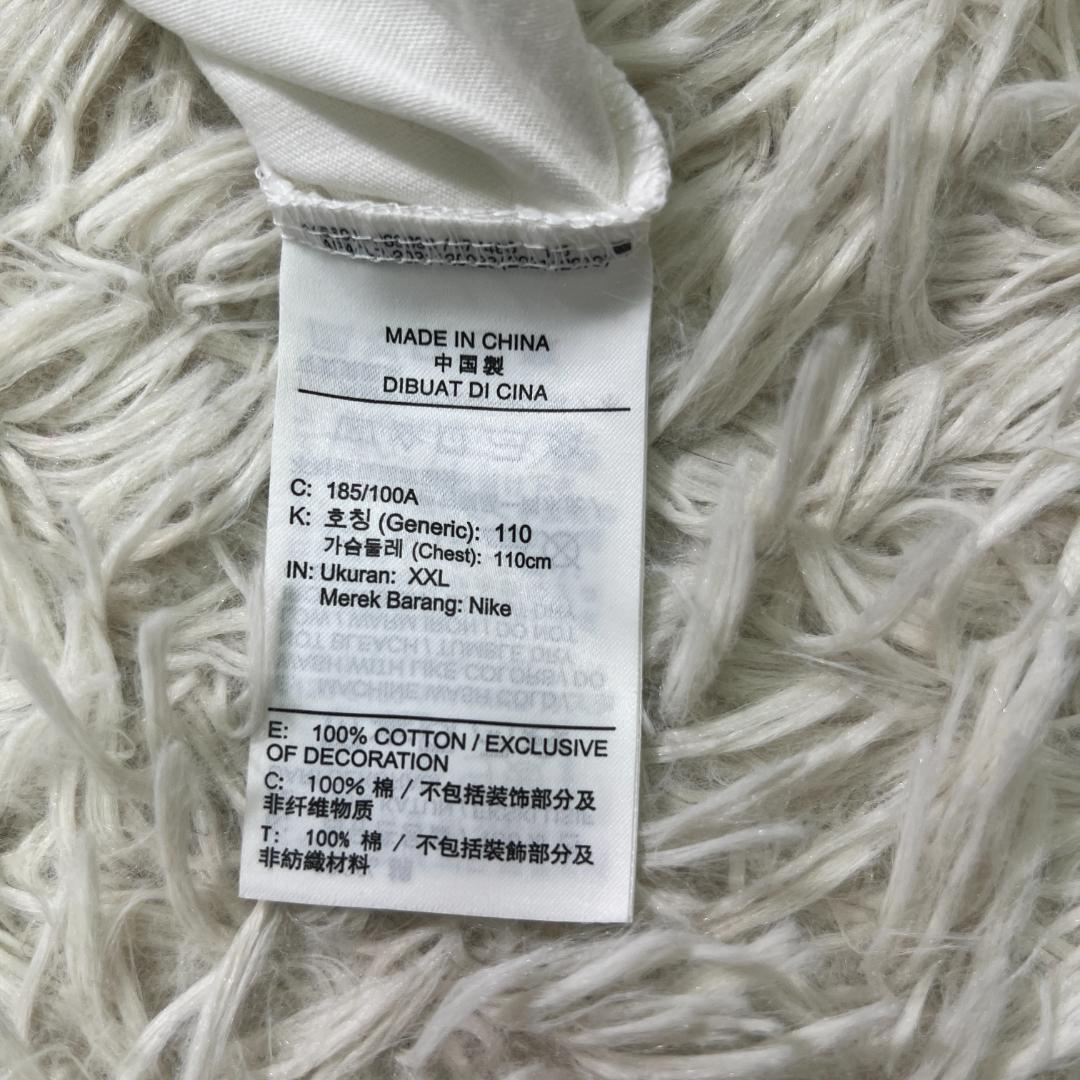 MADE IN CHINA
中国製
DIBUAT DI CINA
C: 185/100A
K: 호칭 (Generic): 110
가슴둘레 (Chest): 110cm
IN: Ukuran: XXL
Merek Barang: Nike
E: 100% COTTON / EXCLUSIVE
OF DECORATION
C: 100% 棉 / 不包括装饰部分及
非纤维物质
T: 100% 棉 / 不包括裝飾部分及
非紡織材料